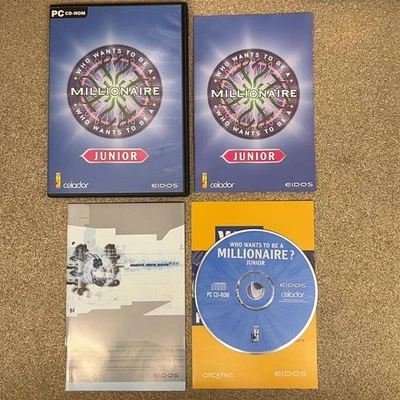 PC CD-ROM
WHO WANTS TO BE A
MILLIONAIRE
WHO WANTS TO BE A
JUNIOR
celador
EIDOS
WHO WANTS TO BE A
MILLIONAIRE
WHO WANTS TO BE A
JUNIOR
celador
EIDOS
EIDOS
WHO WANTS TO BE A
MILLIONAIRE?
JUNIOR
PC CD-ROM
EIDOS
celador
EIDOS